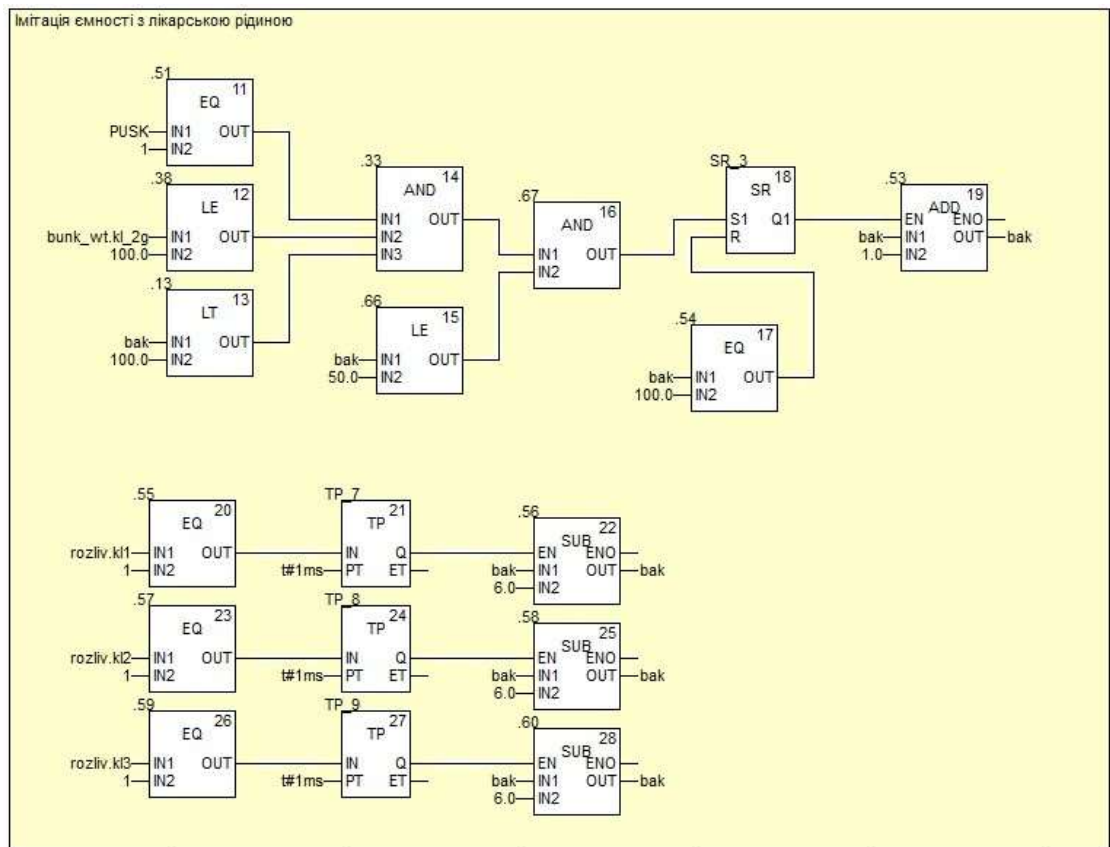 Імітація ємності з лікарською рідиною
.51
11
EQ
PUSK IN1 OUT
1 IN2
.38
12
LE
bunk_wt.kl_2g IN1 OUT
100.0 IN2
.13
13
LT
bak IN1 OUT
100.0 IN2
.33
14
AND
IN1 OUT
IN2
IN3
.66
15
LE
bak IN1 OUT
50.0 IN2
.67
16
AND
IN1
IN2 OUT
SR_3
18
SR
S1 Q1
R
.54
17
EQ
bak IN1 OUT
100.0 IN2
.53
19
ADD
EN ENO
bak IN1 OUT bak
1.0 IN2
.55
20
EQ
rozliv.kl1 IN1 OUT
1 IN2
TP_7
21
TP
IN Q
t#1ms PT ET
.56
22
SUB
EN ENO
bak IN1 OUT bak
6.0 IN2
.57
23
EQ
rozliv.kl2 IN1 OUT
1 IN2
TP_8
24
TP
IN Q
t#1ms PT ET
.58
25
SUB
EN ENO
bak IN1 OUT bak
6.0 IN2
.59
26
EQ
rozliv.kl3 IN1 OUT
1 IN2
TP_9
27
TP
IN Q
t#1ms PT ET
.60
28
SUB
EN ENO
bak IN1 OUT bak
6.0 IN2